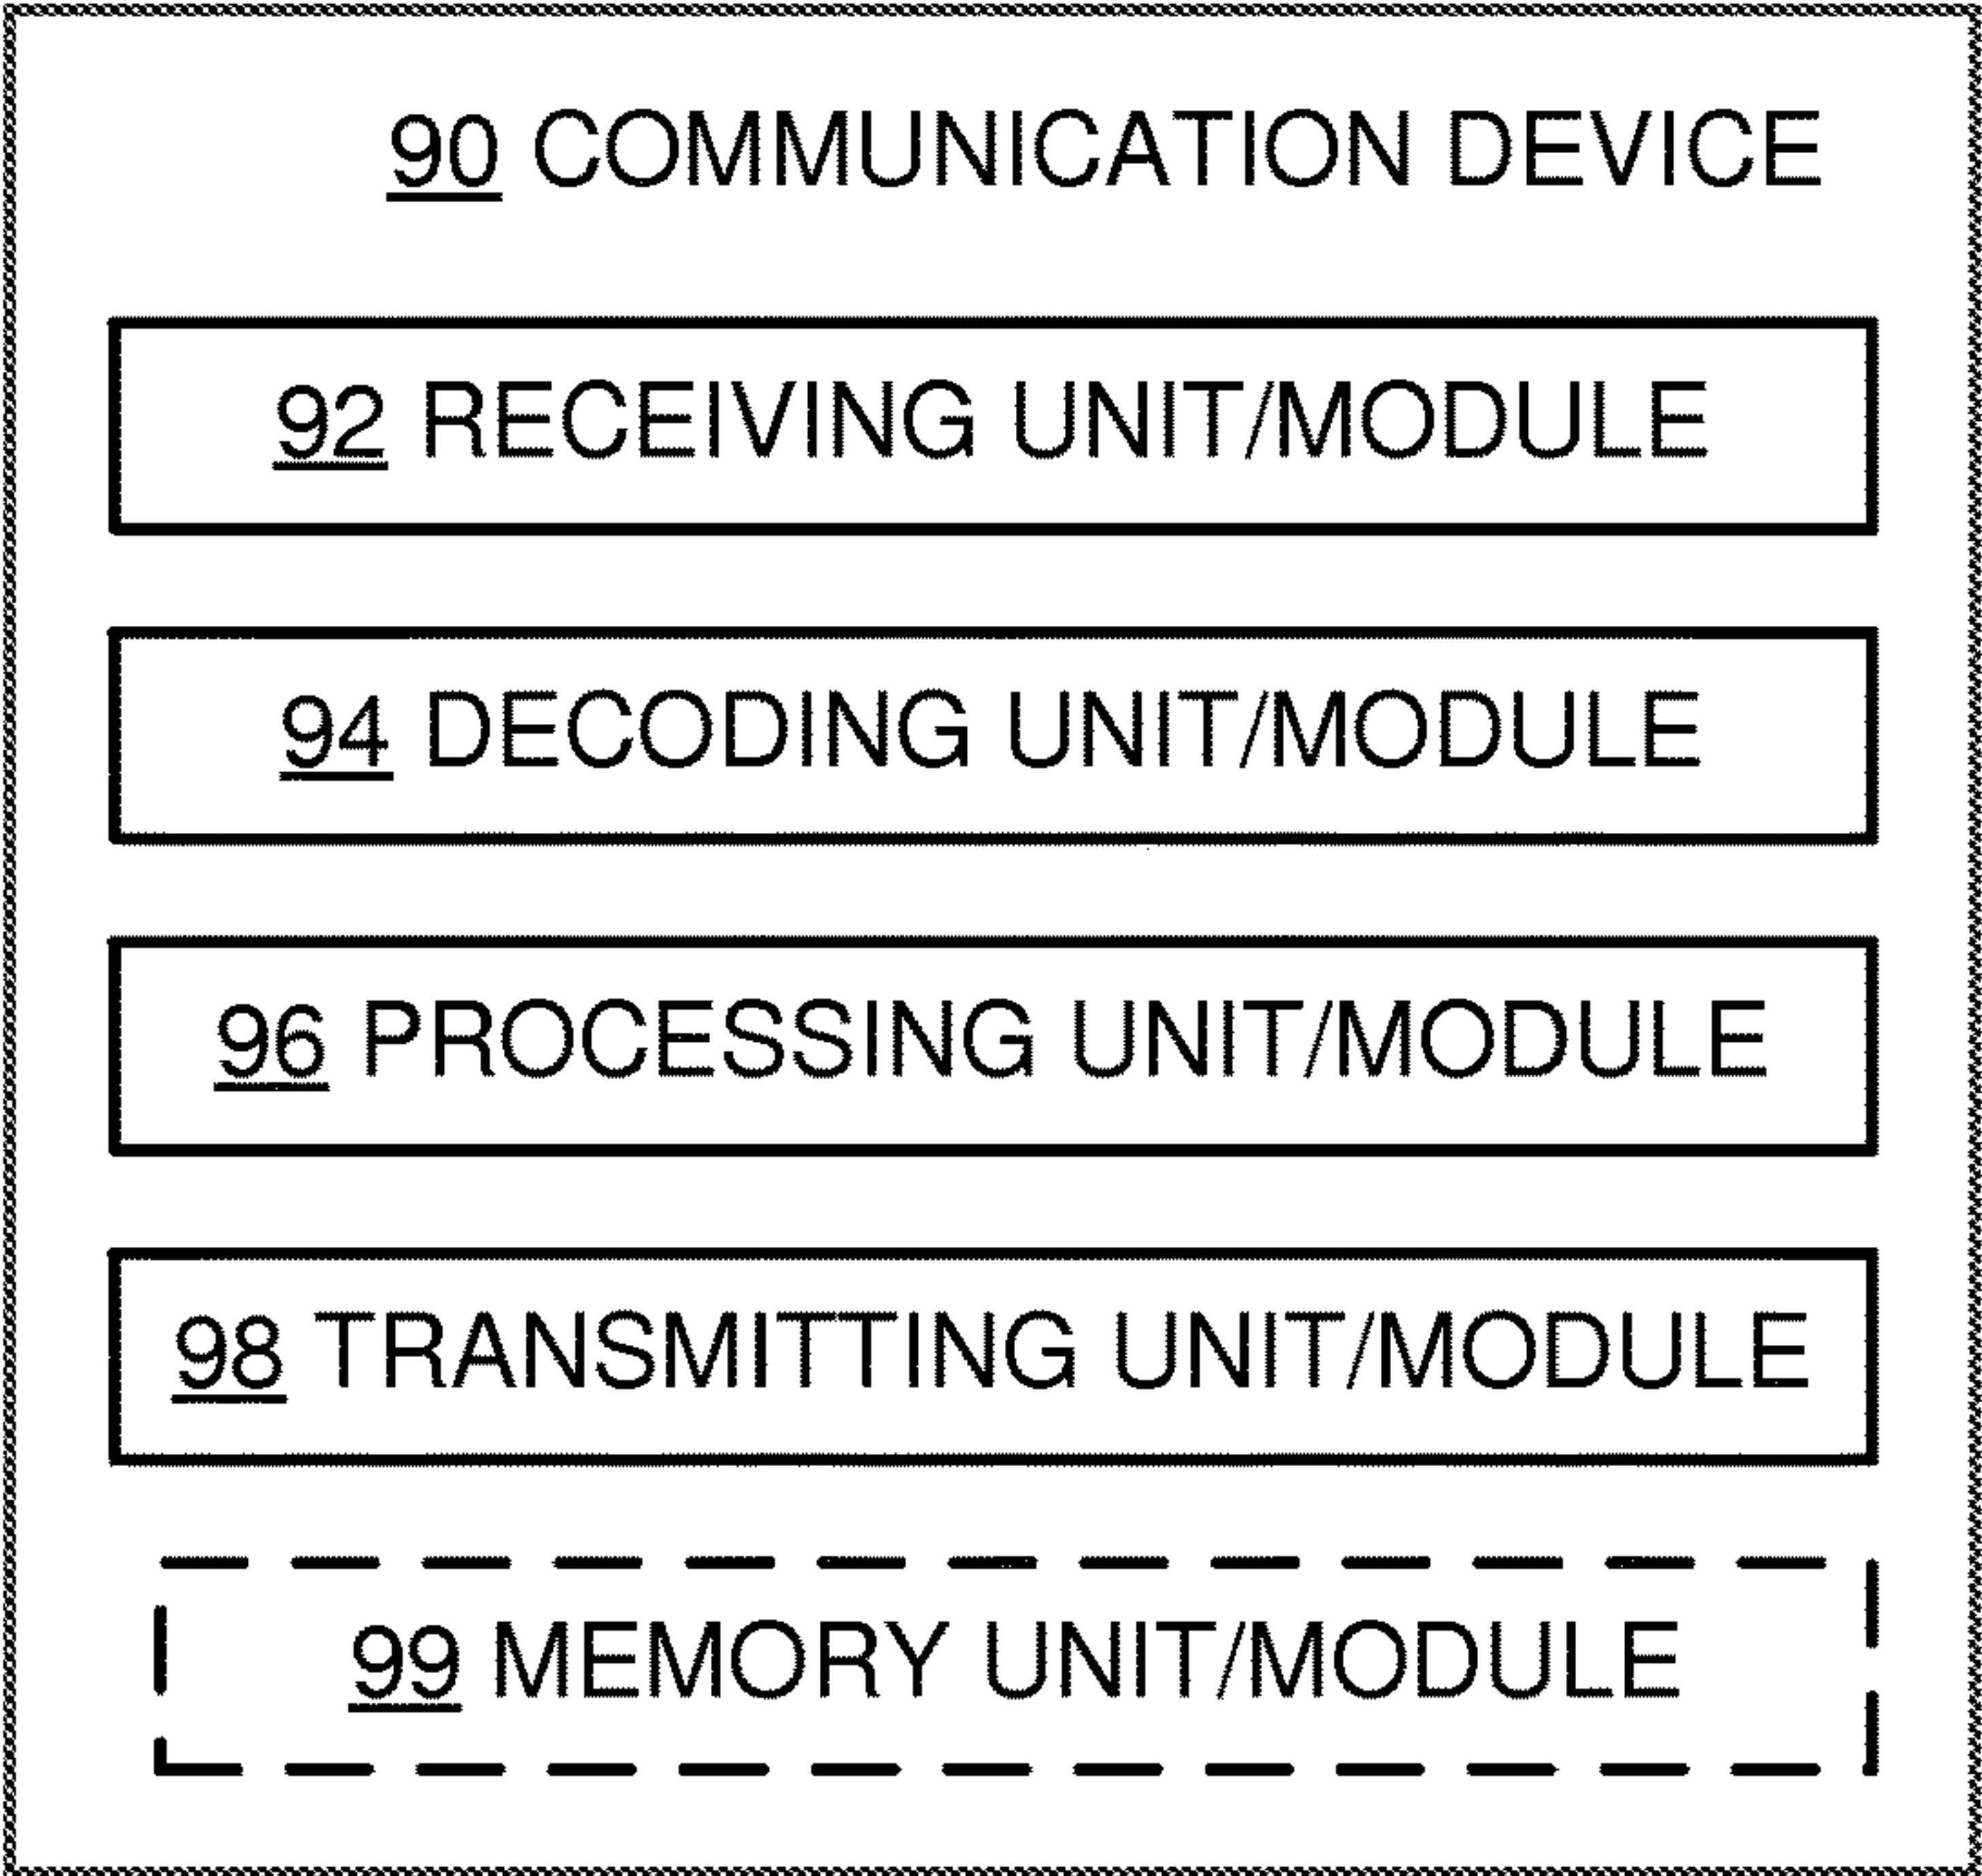 90 COMMUNICATION DEVICE
92 RECEIVING UNIT/MODULE
94 DECODING UNIT/MODULE
96 PROCESSING UNIT/MODULE
98 TRANSMITTING UNIT/MODULE
99 MEMORY UNIT/MODULE